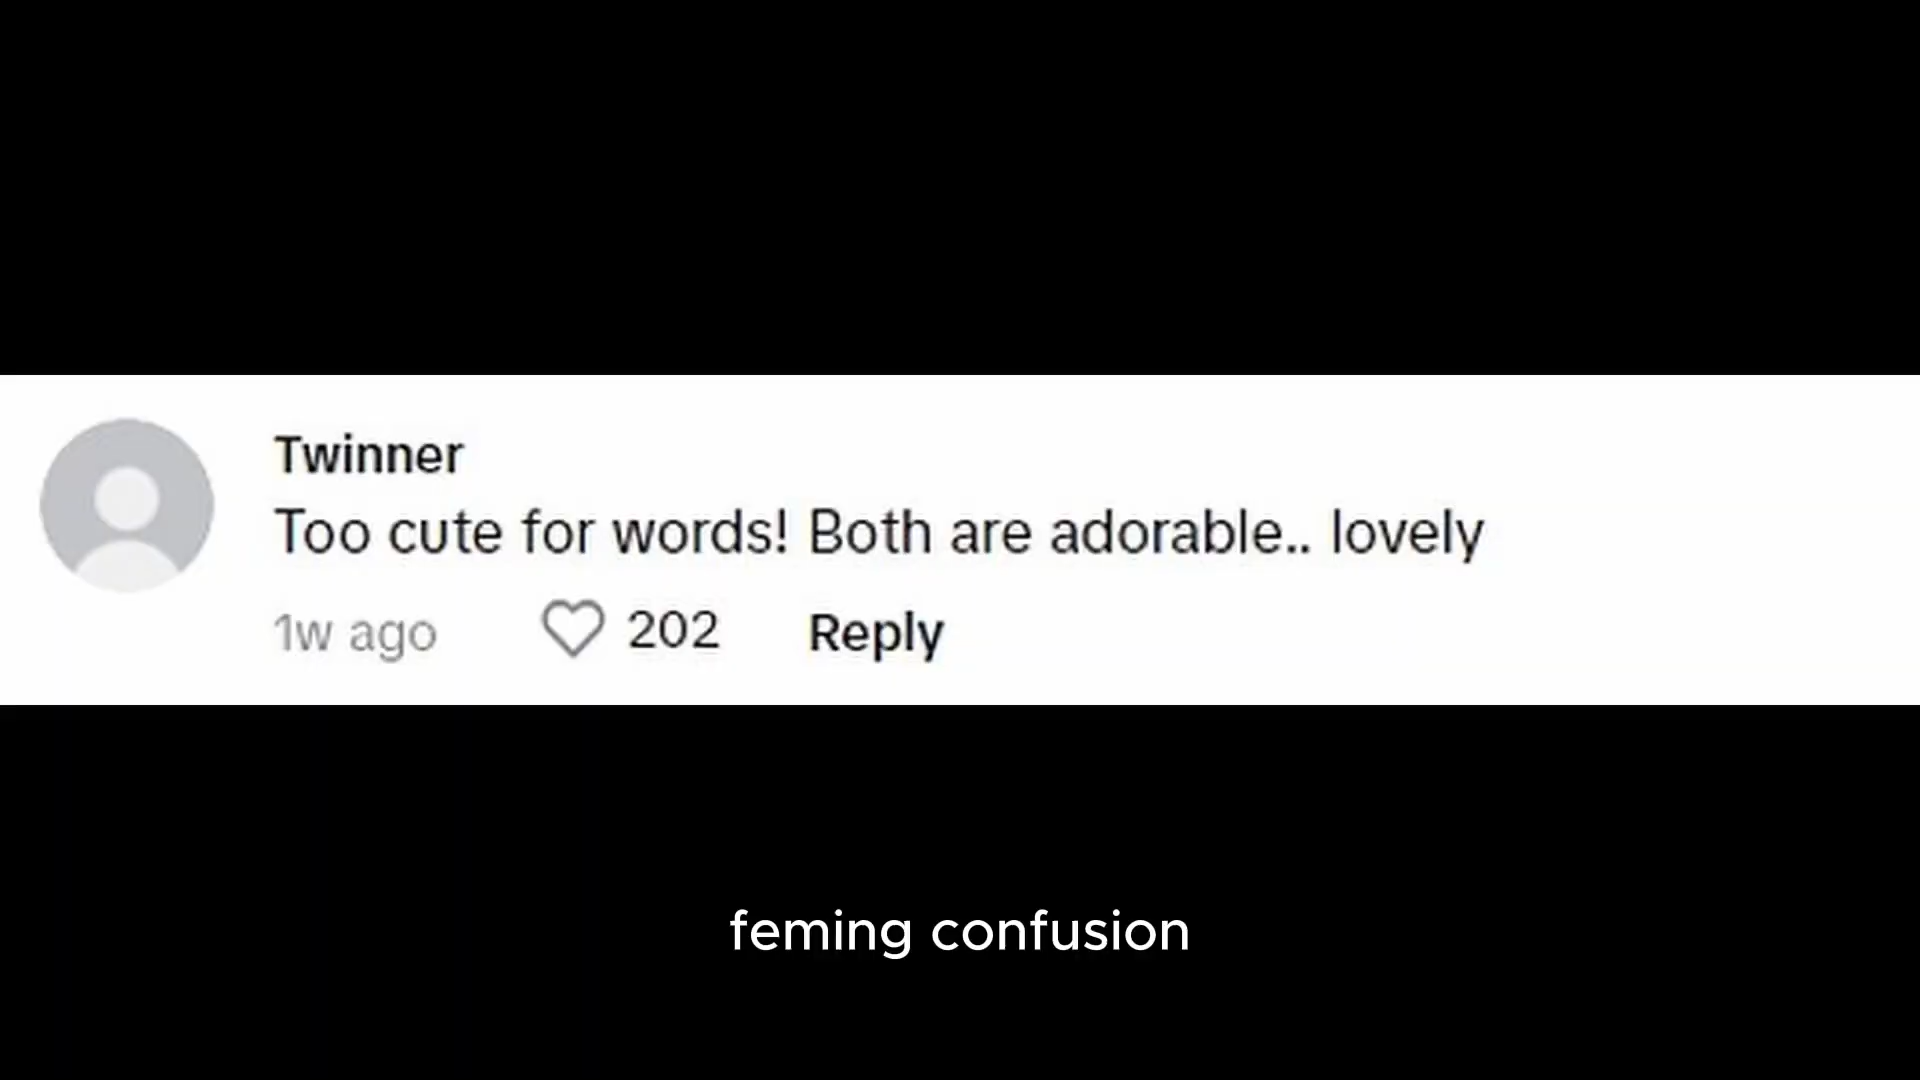 Twinner
Too cute for words! Both are adorable.. lovely
1w ago 202 Reply
feming confusion